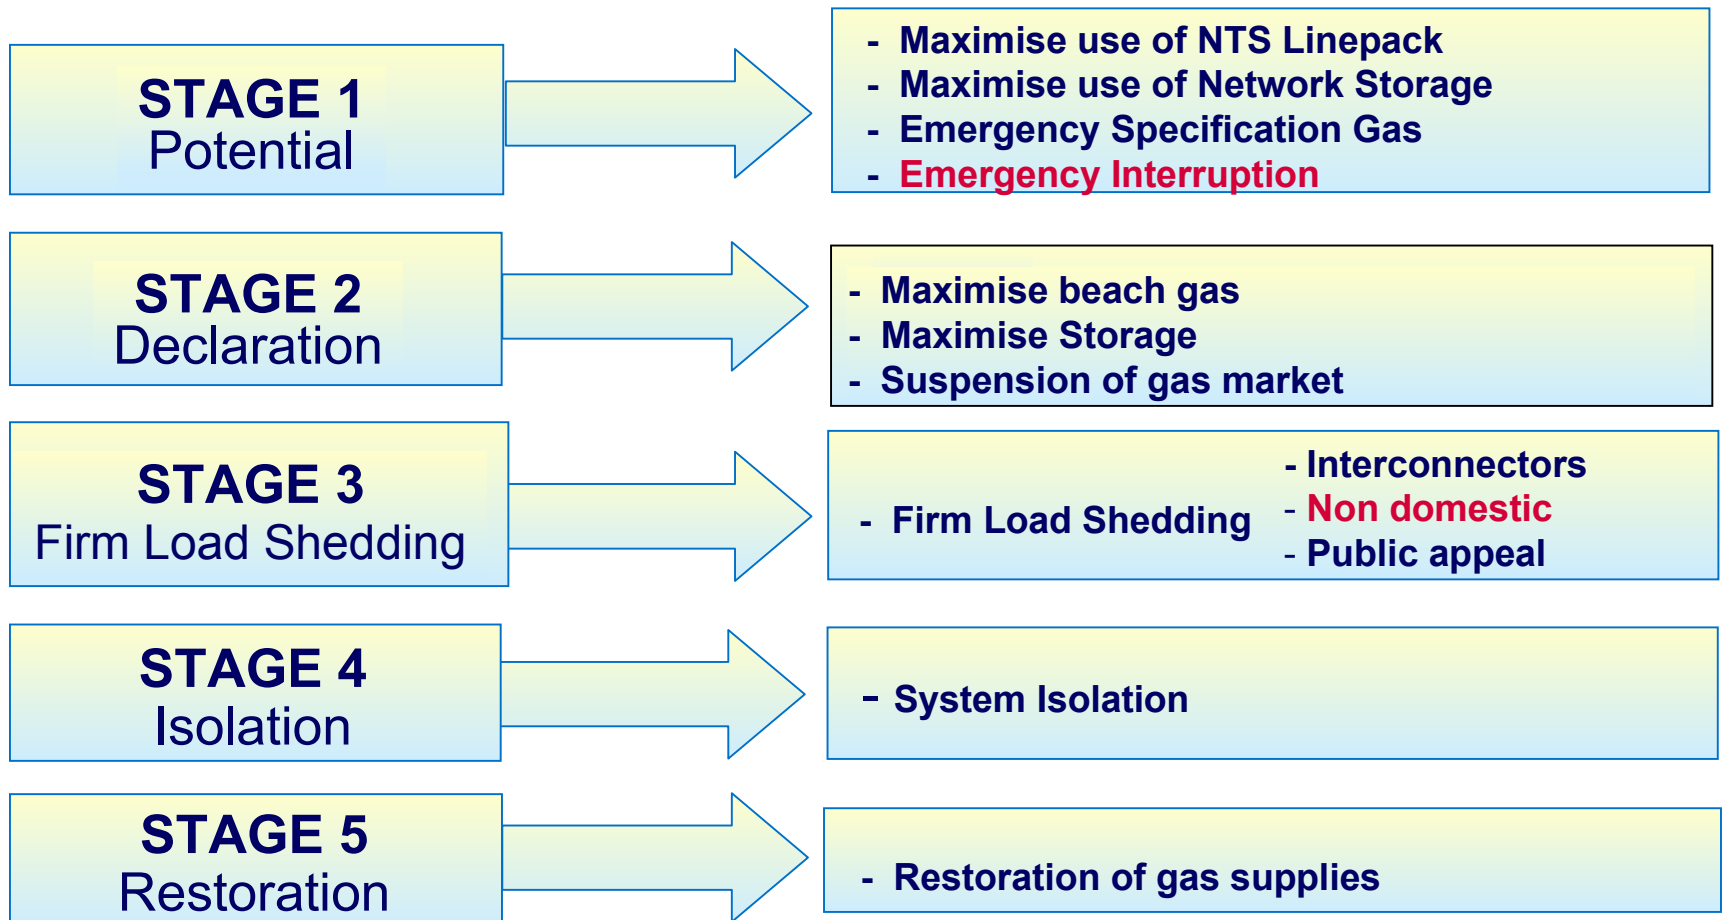 STAGE 1
Potential
- Maximise use of NTS Linepack
- Maximise use of Network Storage
- Emergency Specification Gas
- Emergency Interruption
STAGE 2
Declaration
- Maximise beach gas
- Maximise Storage
- Suspension of gas market
STAGE 3
Firm Load Shedding
- Firm Load Shedding
- Interconnectors
- Non domestic
- Public appeal
STAGE 4
Isolation
- System Isolation
STAGE 5
Restoration
- Restoration of gas supplies